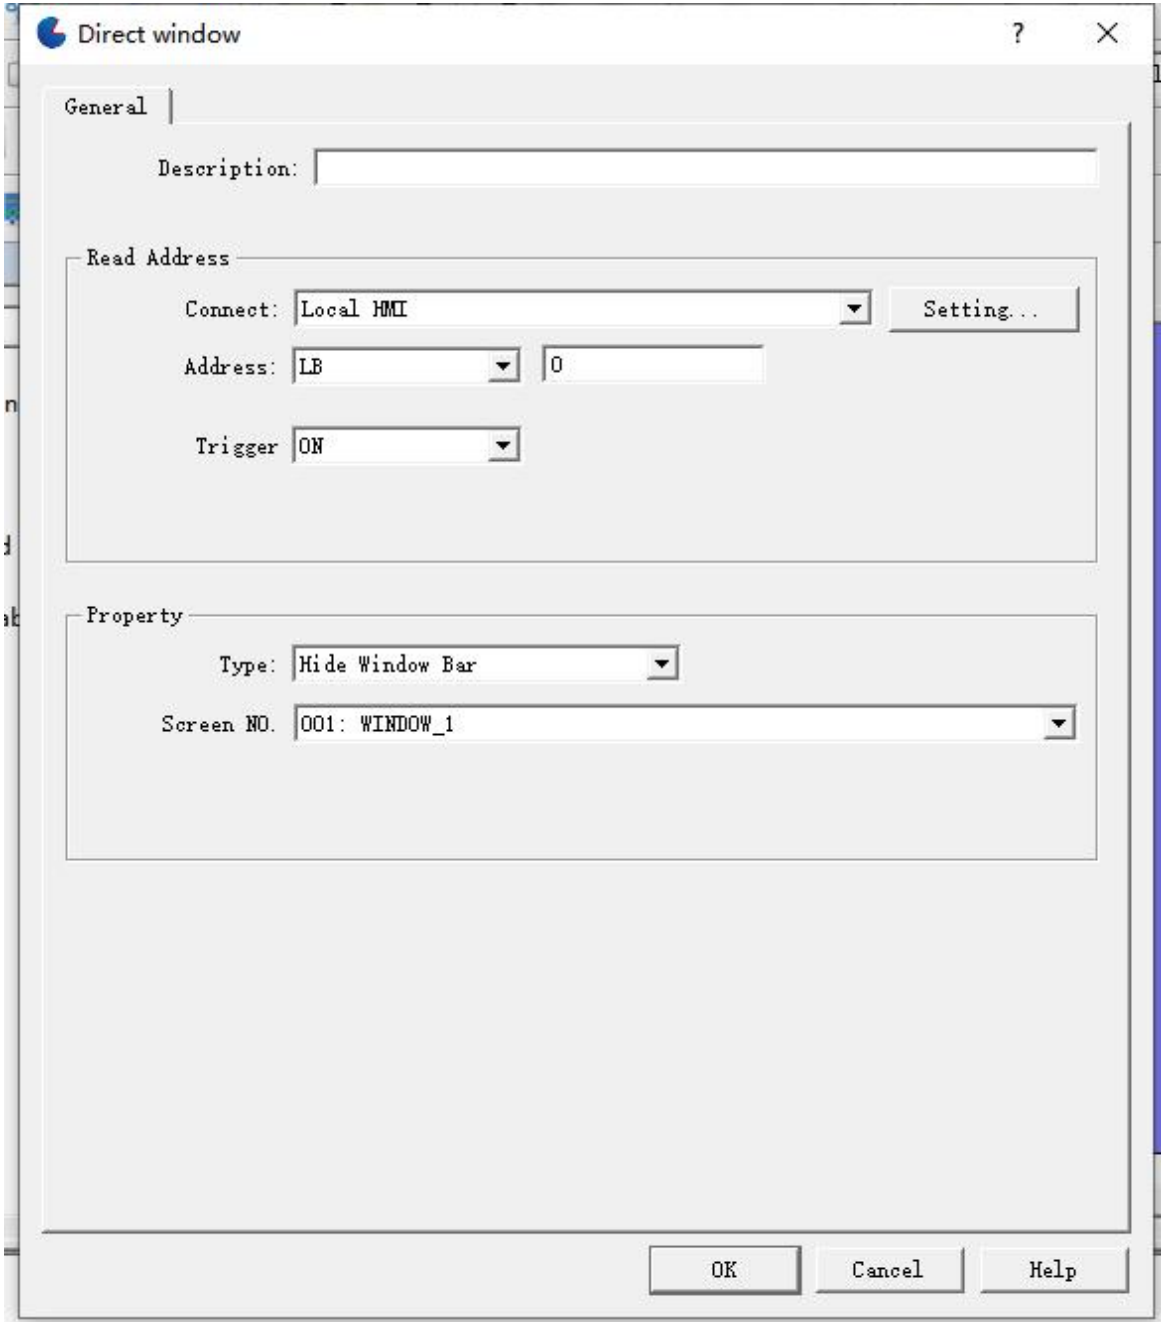 Direct window
?
General
Description:
Read Address
Connect: Local HMI Setting...
Address: LB 0
Trigger ON
Property
Type: Hide Window Bar
Screen NO. 001: WINDOW_1
OK Cancel Help